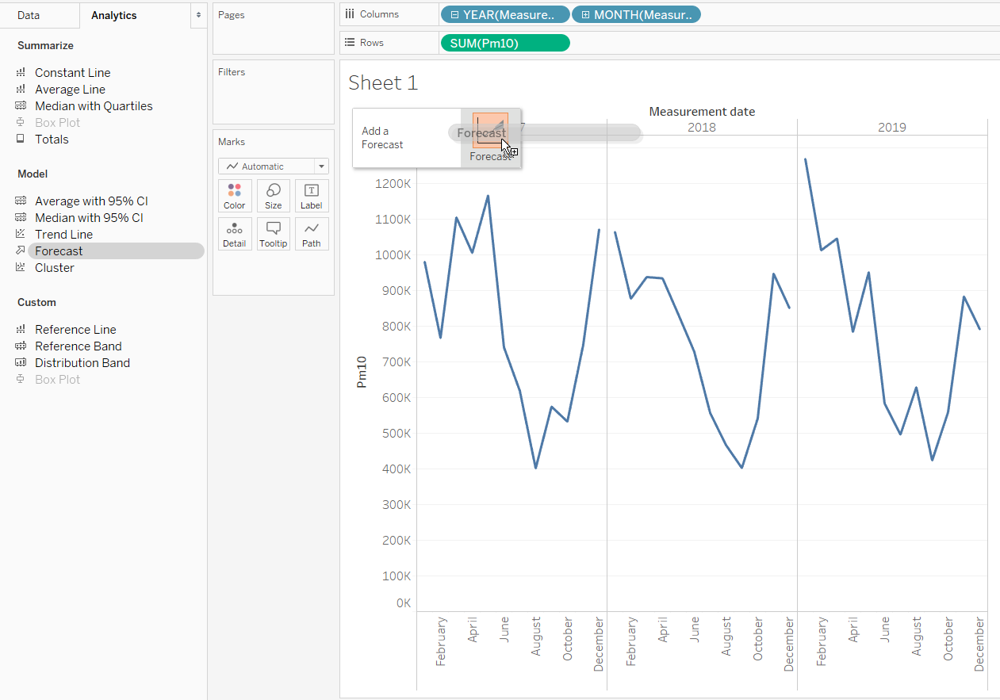 Data
Analytics
Summarize
Constant Line
Average Line
Median with Quartiles
Box Plot
Totals
Model
Average with 95% CI
Median with 95% CI
Trend Line
Forecast
Cluster
Custom
Reference Line
Reference Band
Distribution Band
Box Plot
Pages
Filters
Marks
Automatic
Color
Size
Label
Detail
Tooltip
Path
Columns
YEAR(Measure..
MONTH(Measur..
Rows
SUM(Pm10)
Sheet 1
Add a
Forecast
Forecast
Forecast
Measurement date
7
2018
2019
Pm10
1200K
1100K
1000K
900K
800K
700K
600K
500K
400K
300K
200K
100K
0K
February
April
June
August
October
December
February
April
June
August
October
December
February
April
June
August
October
December